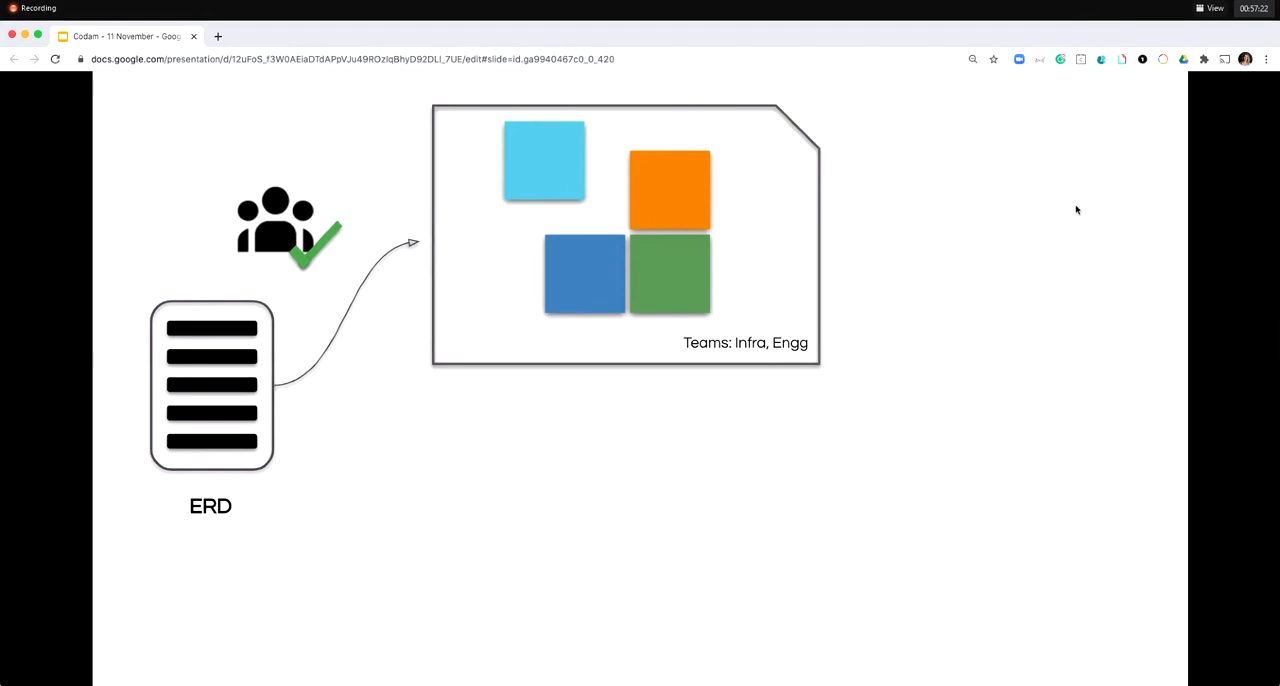 Recording
View
00:57:22
Codam - 11 November - Goog
docs.google.com/presentation/d/12uFoS_f3W0AEiaDTdAPpVJu49ROzIqBhyD92DLl_7UE/edit#slide=id.ga9940467c0_0_420
Teams: Infra, Engg
ERD